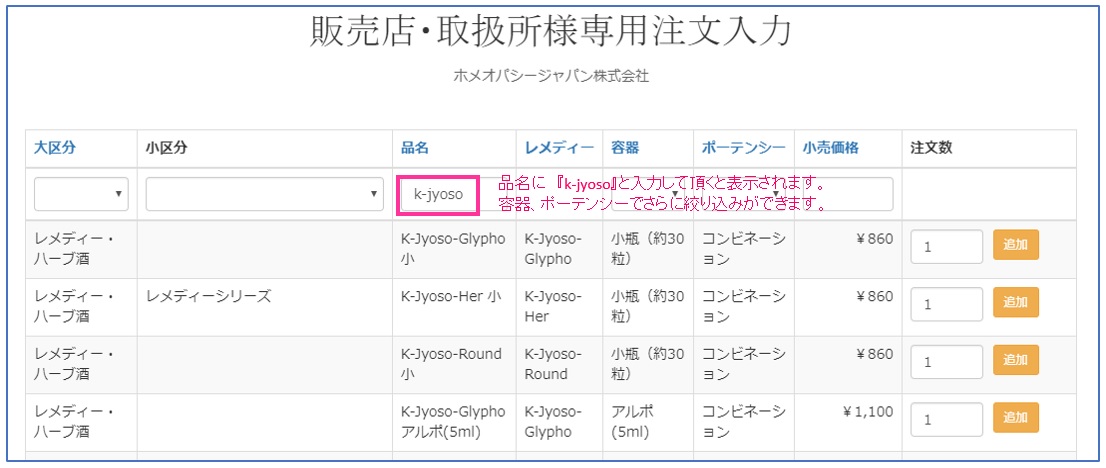 販売店・取扱所様専用注文入力
ホメオパシージャパン株式会社
大区分 小区分 品名 レメディー 容器 ポーテンシー 小売価格 注文数
k-jyoso
品名に 『k-jyoso』と入力して頂くと表示されます。
容器、ポーテンシーでさらに絞り込みができます。
レメディー・ K-Jyoso-Glypho K-Jyoso- 小瓶（約30 コンビネーシ ￥860 1 追加
ハーブ酒 小 Glypho 粒） ョン
レメディー・ レメディーシリーズ K-Jyoso-Her 小 K-Jyoso- 小瓶（約30 コンビネーシ ￥860 1 追加
ハーブ酒 Her 粒） ョン
レメディー・ K-Jyoso-Round K-Jyoso- 小瓶（約30 コンビネーシ ￥860 1 追加
ハーブ酒 小 Round 粒） ョン
レメディー・ K-Jyoso-Glypho K-Jyoso- アルポ コンビネーシ ￥1,100 1 追加
ハーブ酒 アルポ(5ml) Glypho (5ml) ョン